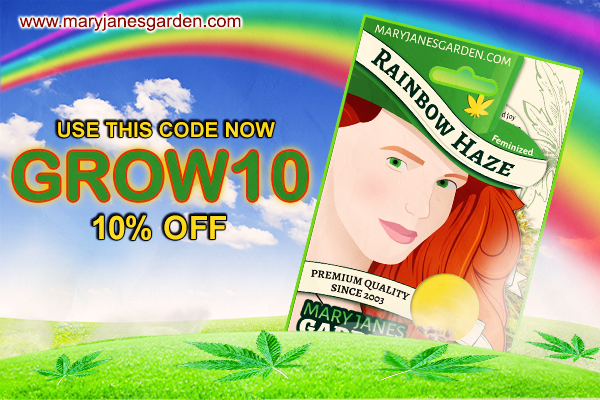 www.maryjanesgarden.com
USE THIS CODE NOW
GROW10
10% OFF
MARYJANESGARDEN.COM
RAINBOW HAZE
Feminized
joy
PREMIUM QUALITY
SINCE 2003
MARY JANES